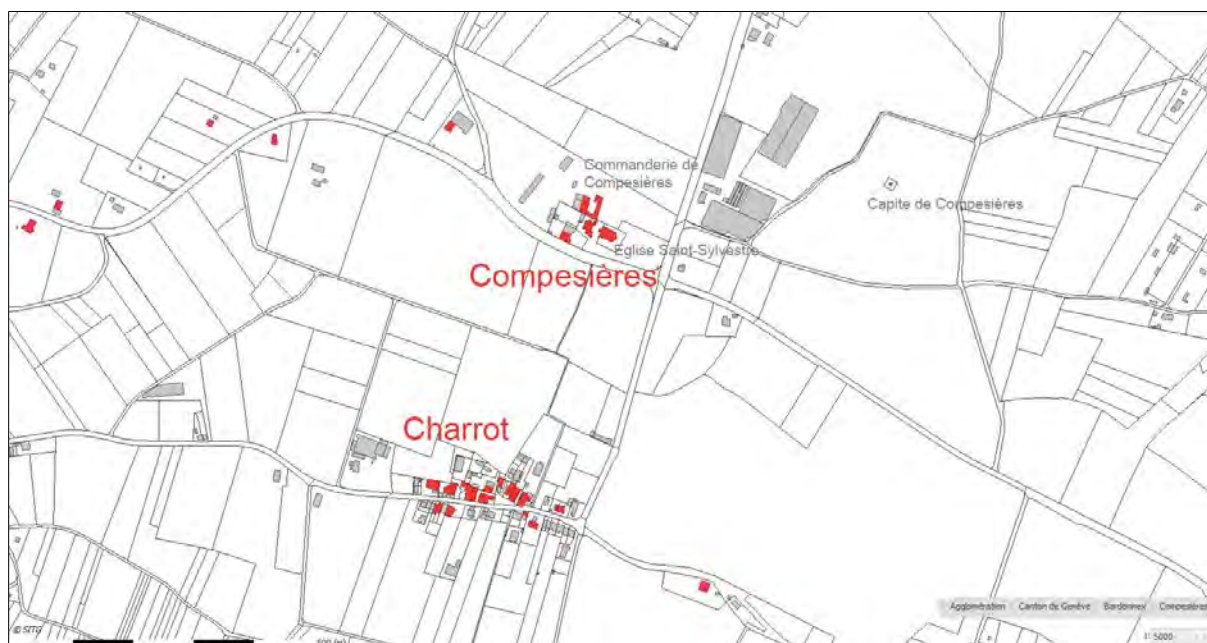 Commanderie de
Compesières
Capite de Compesières
Eglise Saint-Sylvestre
Compesières
Charrot
Agglomération Canton de Genève Bardonnex Compesières
© SITG
1: 5000